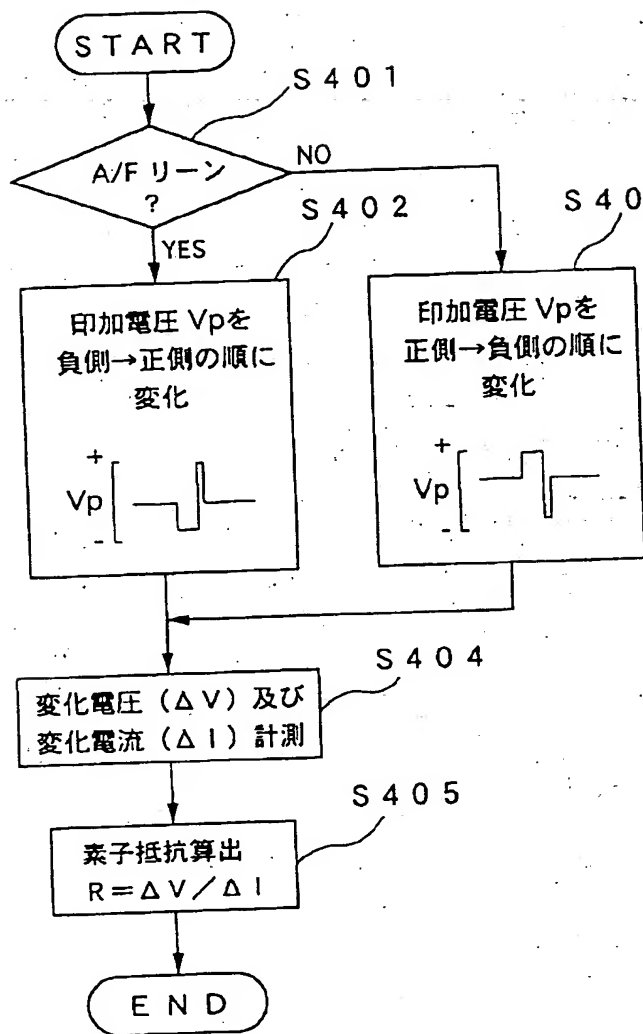 START
S401
A/F リーン
?
NO
YES
S402
S40
印加電圧 Vpを
負側→正側の順に
変化
+
Vp
-
印加電圧 Vpを
正側→負側の順に
変化
+
Vp
-
S404
変化電圧（ΔV）及び
変化電流（ΔI）計測
S405
素子抵抗算出
R＝ΔV／ΔI
END